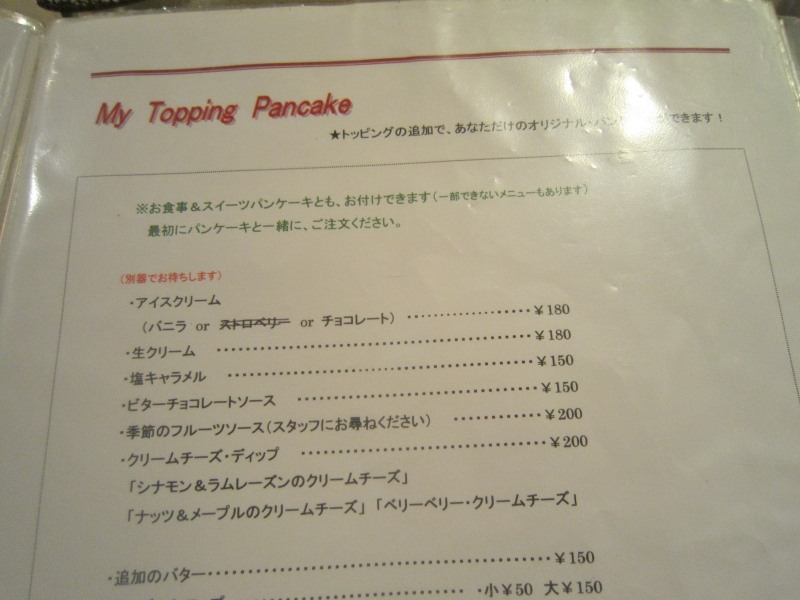 My Topping Pancake
★トッピングの追加で、あなただけのオリジナル・パン できます！
※お食事＆スイーツパンケーキとも、お付けできます（一部できないメニューもあります）
最初にパンケーキと一緒に、ご注文ください。
（別器でお待ちします）
・アイスクリーム
（バニラ or ストロベリー or チョコレート） ・・・・・・・・・・・・・・・・・・¥180
・生クリーム ・・・・・・・・・・・・・・・・・・・・・・・・・・・・・・・・・・・・・¥180
・塩キャラメル ・・・・・・・・・・・・・・・・・・・・・・・・・・・・・・・・・・・¥150
・ビターチョコレートソース ・・・・・・・・・・・・・・・・・・・・・・・・・・・¥150
・季節のフルーツソース（スタッフにお尋ねください） ・・・・・・・・・・・・¥200
・クリームチーズ・ディップ ・・・・・・・・・・・・・・・・・・・・・・・・・・・¥200
「シナモン＆ラムレーズンのクリームチーズ」
「ナッツ＆メープルのクリームチーズ」「ベリーベリー・クリームチーズ」
・追加のバター・・・・・・・・・・・・・・・・・・・・・・・・・・・・・・・・・・・・・・¥150
・・・・・・・・・・・・・・・・・・・・・・・・・ ・小¥50 大¥150